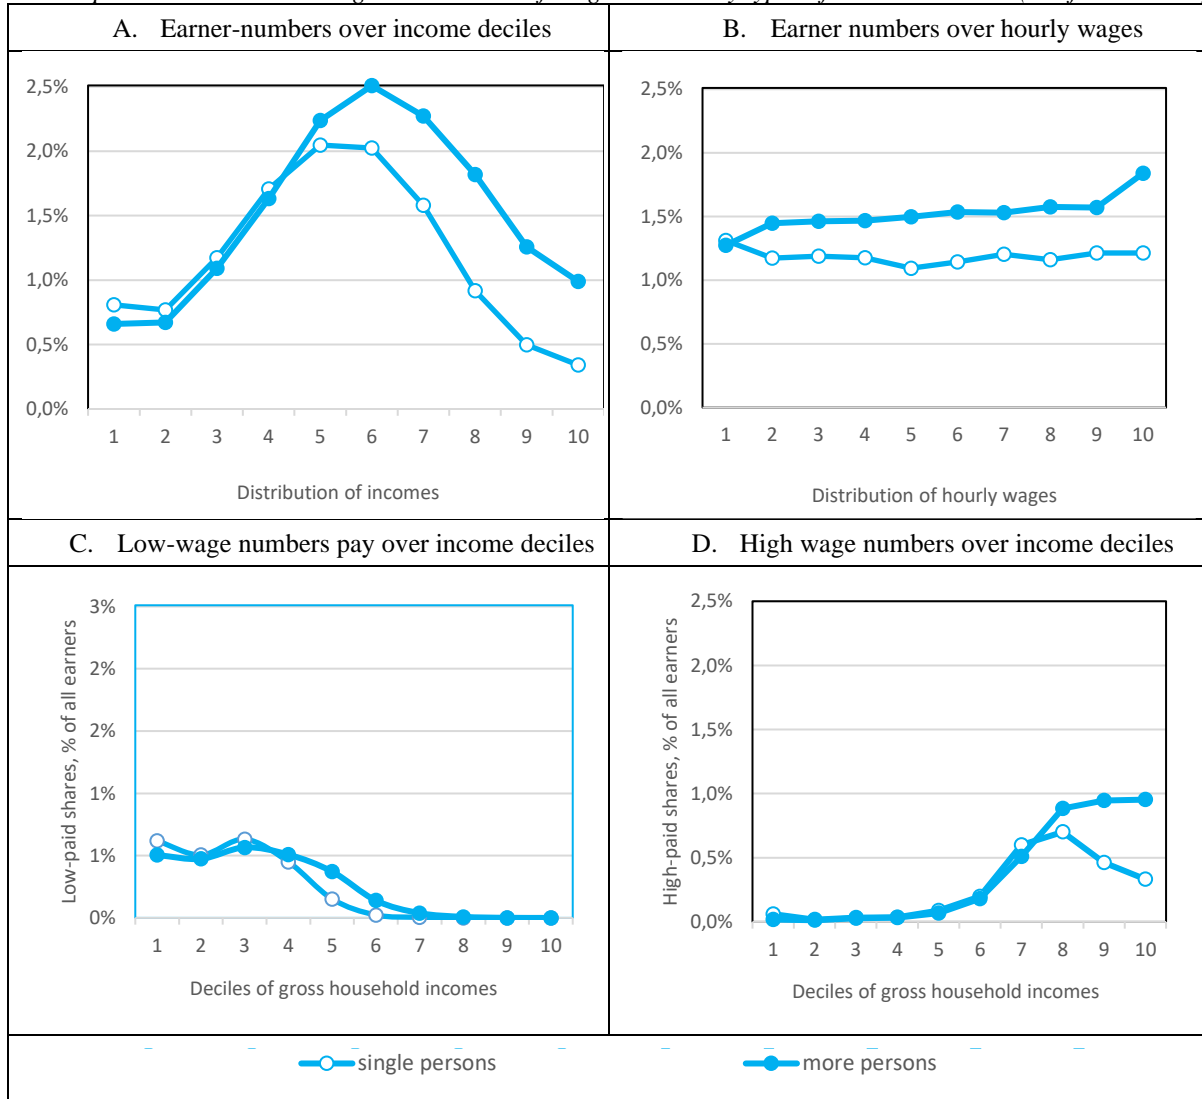 A. Earner-numbers over income deciles
B. Earner numbers over hourly wages
2,5%
2,0%
1,5%
1,0%
0,5%
0,0%
1 2 3 4 5 6 7 8 9 10
Distribution of incomes
2,5%
2,0%
1,5%
1,0%
0,5%
0,0%
1 2 3 4 5 6 7 8 9 10
Distribution of hourly wages
C. Low-wage numbers pay over income deciles
D. High wage numbers over income deciles
Low-paid shares, % of all earners
3%
2%
2%
1%
1%
0%
1 2 3 4 5 6 7 8 9 10
Deciles of gross household incomes
High-paid shares, % of all earners
2,5%
2,0%
1,5%
1,0%
0,5%
0,0%
1 2 3 4 5 6 7 8 9 10
Deciles of gross household incomes
single persons
more persons